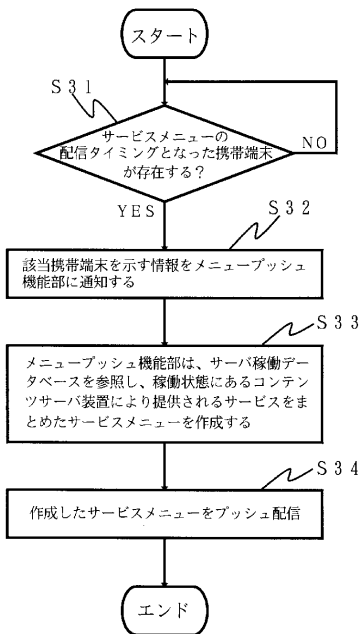 スタート
S31
サービスメニューの
配信タイミングとなった携帯端末
が存在する?
NO
YES
S32
該当携帯端末を示す情報をメニュープッシュ
機能部に通知する
S33
メニュープッシュ機能部は、サーバ稼働デー
タベースを参照し、稼働状態にあるコンテン
ツサーバ装置により提供されるサービスをま
とめたサービスメニューを作成する
S34
作成したサービスメニューをプッシュ配信
エンド